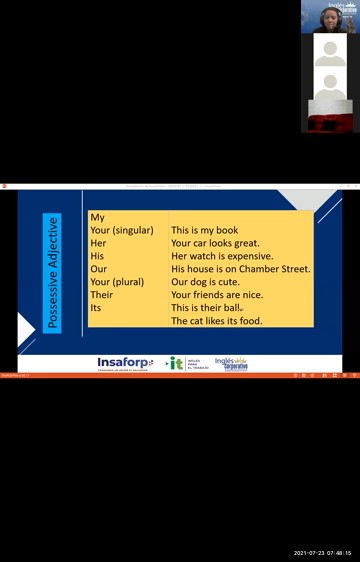 Inglés
Corporativo
Possessive Adjective
My
Your (singular)
Her
His
Our
Your (plural)
Their
Its
This is my book
Your car looks great.
Her watch is expensive.
His house is on Chamber Street.
Our dog is cute.
Your friends are nice.
This is their ball.
The cat likes its food.
Insaforp
it
INGLÉS
PARA
EL TRABAJO
Inglés
Corporativo
2021-07-23 07:48:15